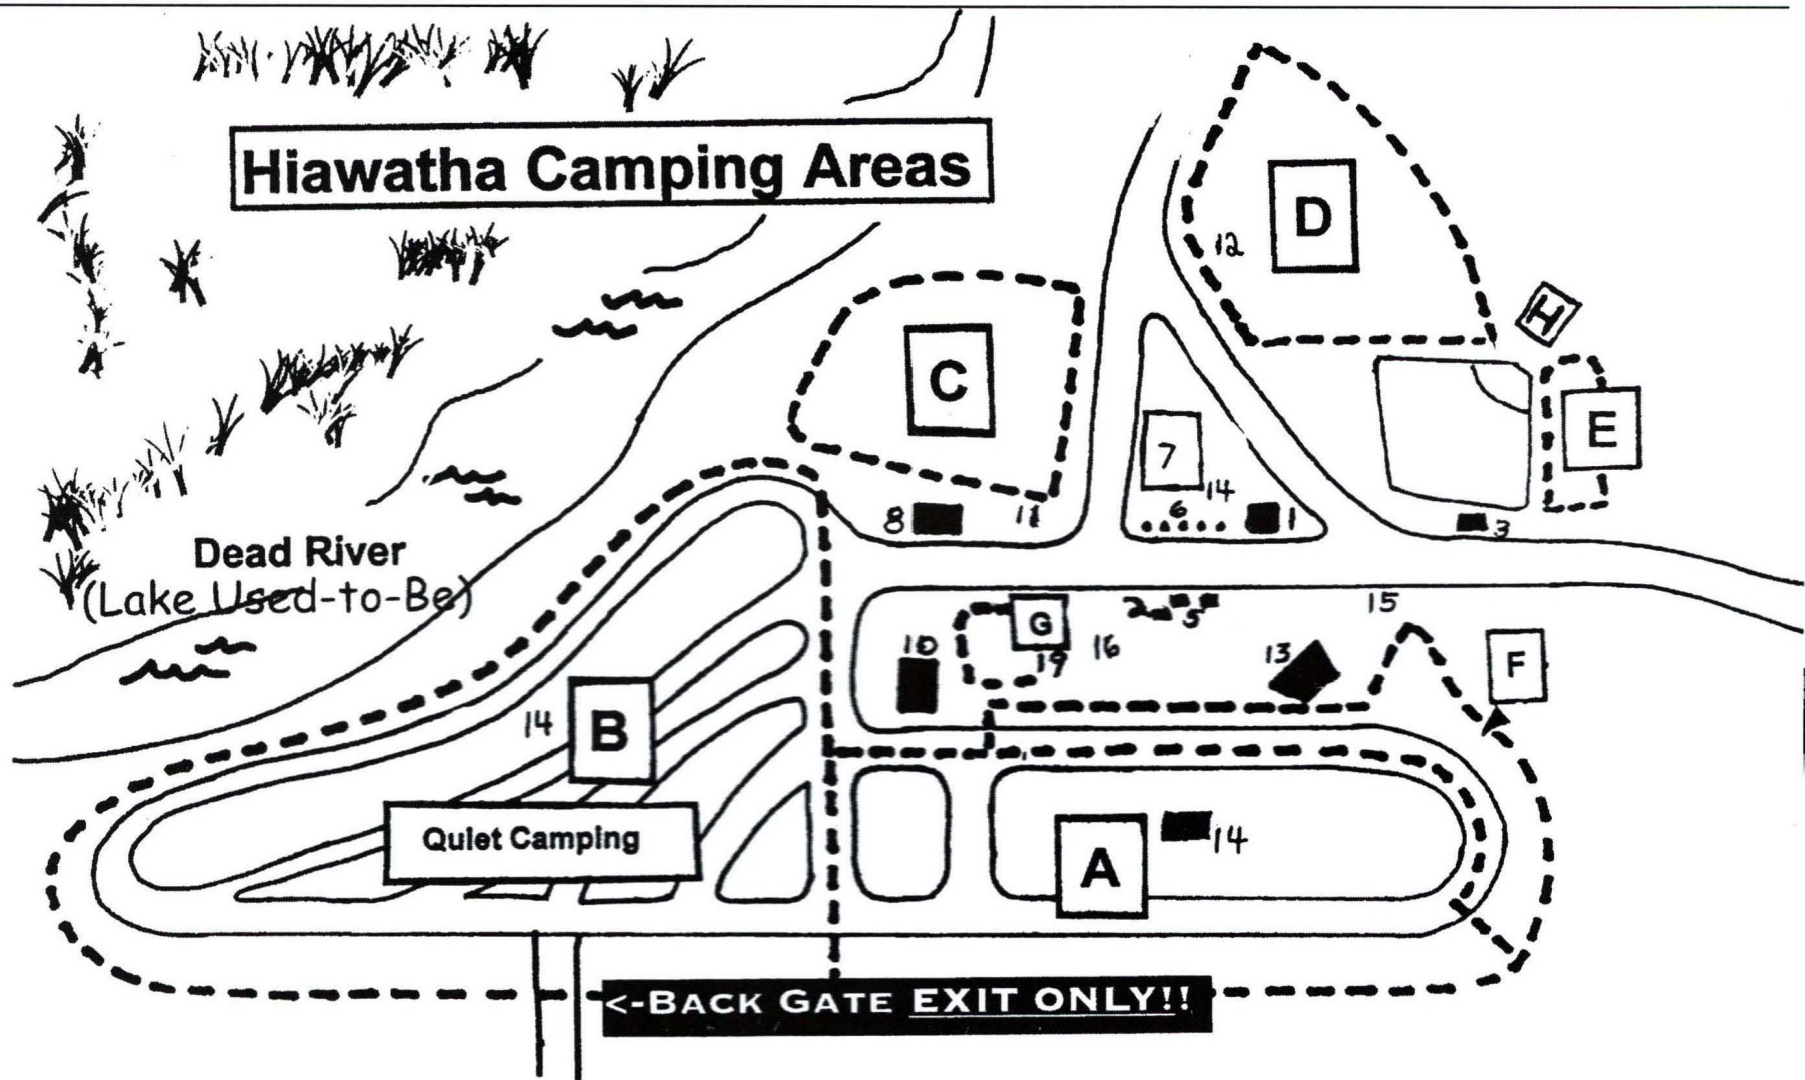 Hiawatha Camping Areas
D
12
H
C
E
7
14
6
8
11
1
3
Dead River
(Lake Used-to-Be)
G
2
5
15
10
19
16
13
F
14
B
Quiet Camping
A
14
<-BACK GATE EXIT ONLY!!